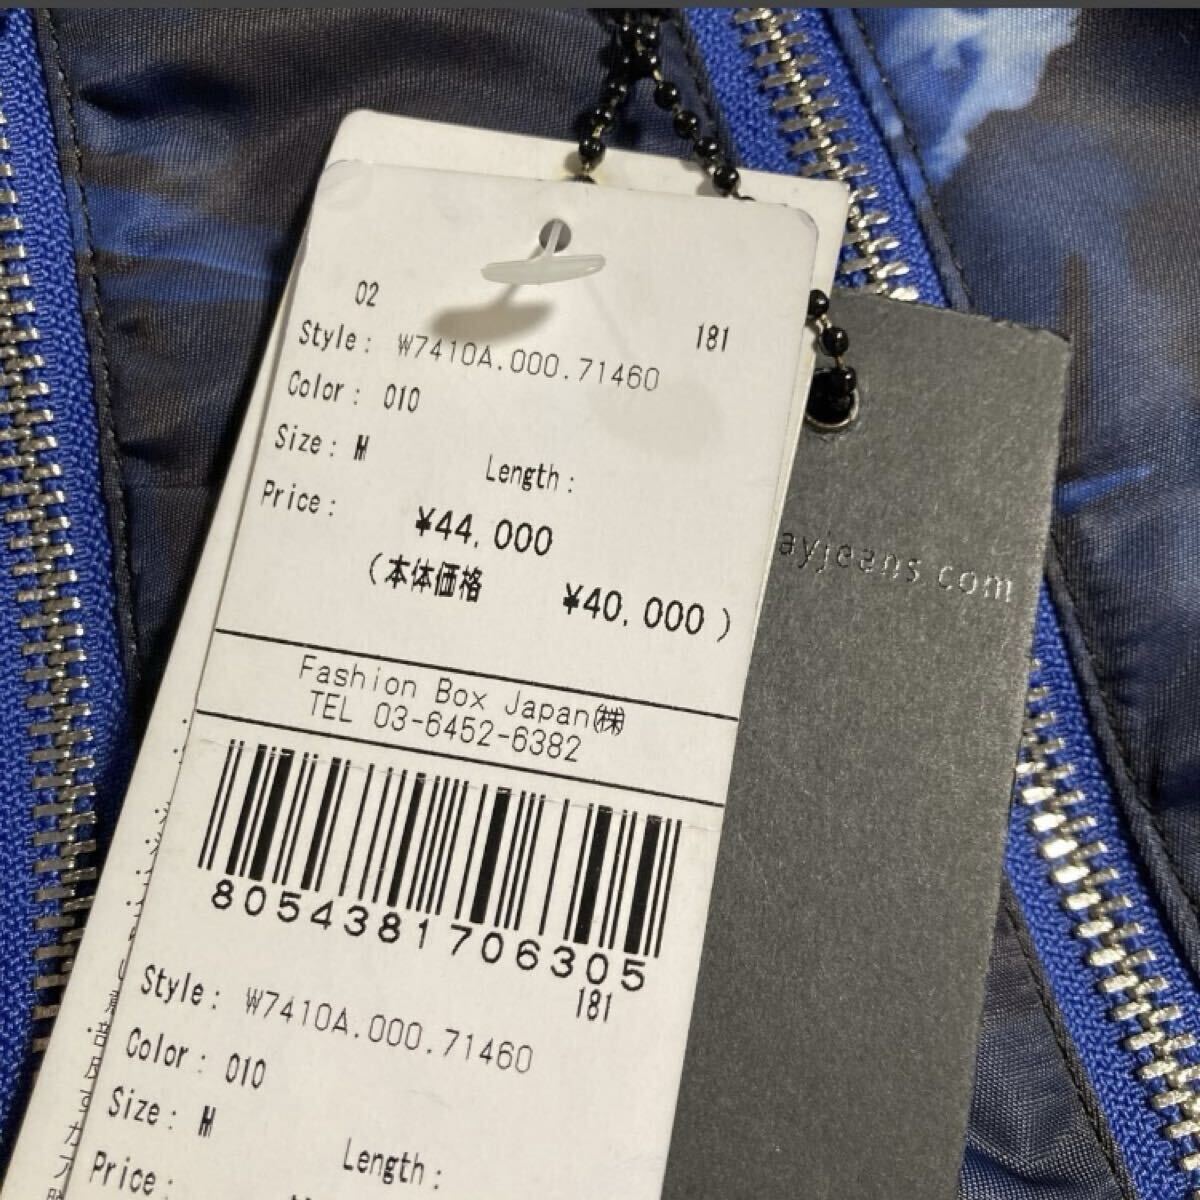 02
181
Style: W7410A.000.71460
Color: 010
Size: M
Length:
Price:
¥44,000
(本体価格 ¥40,000)
Fashion Box Japan㈱
TEL 03-6452-6382
8054381706305
181
Style: W7410A.000.71460
Color: 010
Size: M
Length:
Price:
ayjeans.com